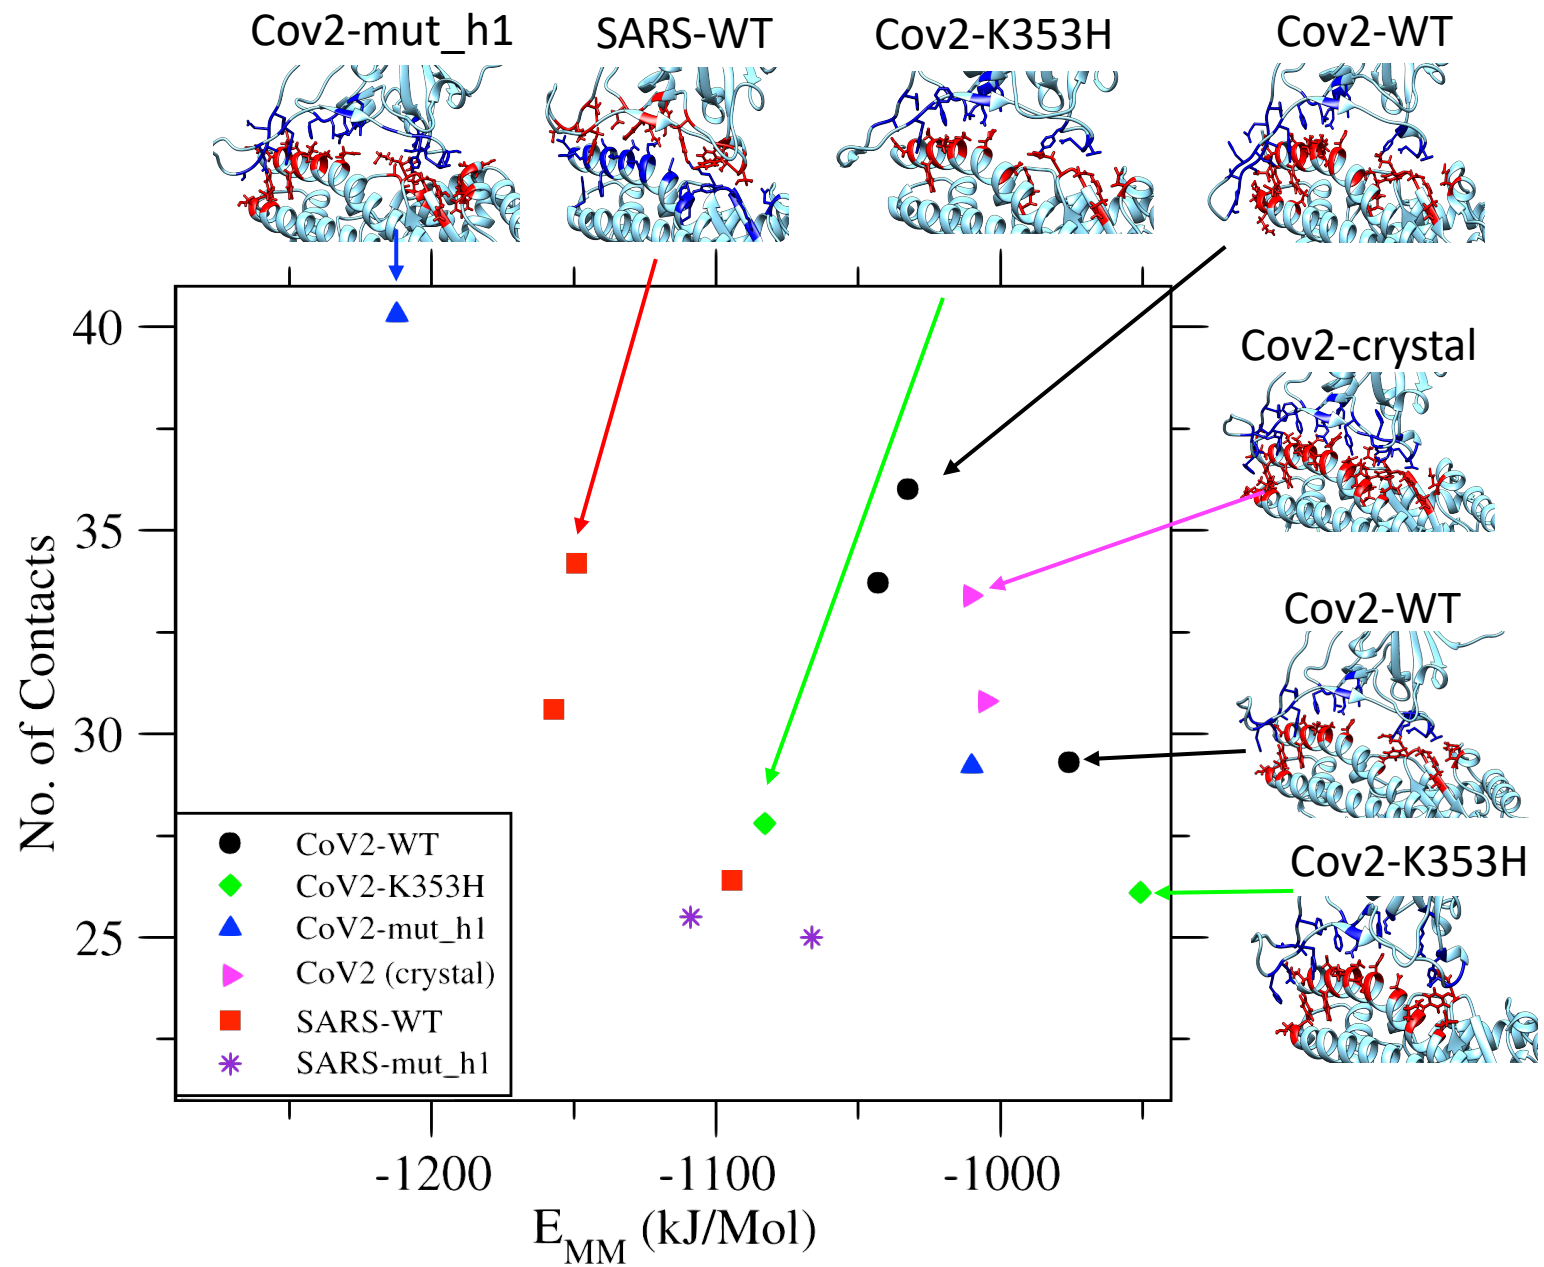 Cov2-mut_h1
SARS-WT
Cov2-K353H
Cov2-WT
Cov2-crystal
Cov2-WT
Cov2-K353H
No. of Contacts
40
35
30
25
CoV2-WT
CoV2-K353H
CoV2-mut_h1
CoV2 (crystal)
SARS-WT
SARS-mut_h1
-1200
-1100
-1000
EMM (kJ/Mol)